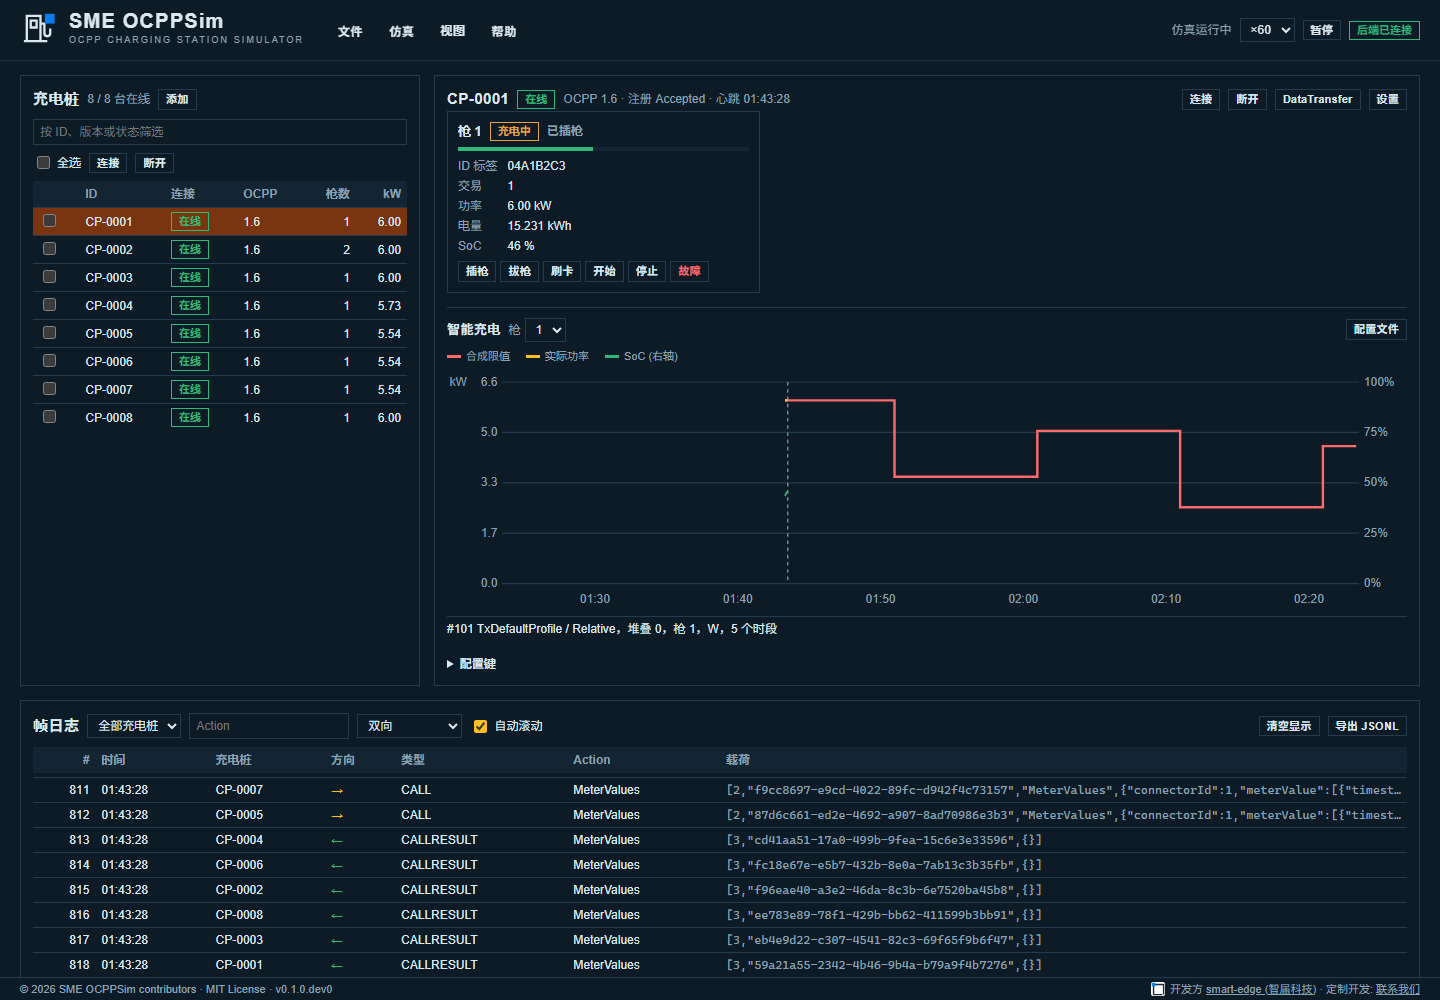 SME OCPPSim
OCPP CHARGING STATION SIMULATOR
文件 仿真 视图 帮助
仿真运行中 ×60 暂停 后端已连接
充电桩 8 / 8 台在线 添加
按 ID、版本或状态筛选
全选 连接 断开
ID 连接 OCPP 枪数 kW
CP-0001 在线 1.6 1 6.00
CP-0002 在线 1.6 2 6.00
CP-0003 在线 1.6 1 6.00
CP-0004 在线 1.6 1 5.73
CP-0005 在线 1.6 1 5.54
CP-0006 在线 1.6 1 5.54
CP-0007 在线 1.6 1 5.54
CP-0008 在线 1.6 1 6.00
CP-0001 在线 OCPP 1.6 · 注册 Accepted · 心跳 01:43:28 连接 断开 DataTransfer 设置
枪 1 充电中 已插枪
ID 标签 04A1B2C3
交易 1
功率 6.00 kW
电量 15.231 kWh
SoC 46 %
插枪 拔枪 刷卡 开始 停止 故障
智能充电 枪 1 配置文件
合成限值 实际功率 SoC (右轴)
kW 6.6 100%
5.0 75%
3.3 50%
1.7 25%
0.0 0%
01:30 01:40 01:50 02:00 02:10 02:20
#101 TxDefaultProfile / Relative，堆叠 0，枪 1，W，5 个时段
配置键
帧日志 全部充电桩 Action 双向 自动滚动 清空显示 导出 JSONL
# 时间 充电桩 方向 类型 Action 载荷
811 01:43:28 CP-0007 → CALL MeterValues [2,"f9cc8697-e9cd-4022-89fc-d942f4c73157","MeterValues",{"connectorId":1,"meterValue":[{"timest…
812 01:43:28 CP-0005 → CALL MeterValues [2,"87d6c661-ed2e-4692-a907-8ad70986e3b3","MeterValues",{"connectorId":1,"meterValue":[{"timest…
813 01:43:28 CP-0004 ← CALLRESULT MeterValues [3,"cd41aa51-17a0-499b-9fea-15c6e3e33596",{}]
814 01:43:28 CP-0006 ← CALLRESULT MeterValues [3,"fc18e67e-e5b7-432b-8e0a-7ab13c3b35fb",{}]
815 01:43:28 CP-0002 ← CALLRESULT MeterValues [3,"f96eae40-a3e2-46da-8c3b-6e7520ba45b8",{}]
816 01:43:28 CP-0008 ← CALLRESULT MeterValues [3,"ee783e89-78f1-429b-bb62-411599b3bb91",{}]
817 01:43:28 CP-0003 ← CALLRESULT MeterValues [3,"eb4e9d22-c307-4541-82c3-69f65f9b6f47",{}]
818 01:43:28 CP-0001 ← CALLRESULT MeterValues [3,"59a21a55-2342-4b46-9b4a-b79a9f4b7276",{}]
© 2026 SME OCPPSim contributors · MIT License · v0.1.0.dev0 开发方 smart-edge (智届科技) · 定制开发: 联系我们